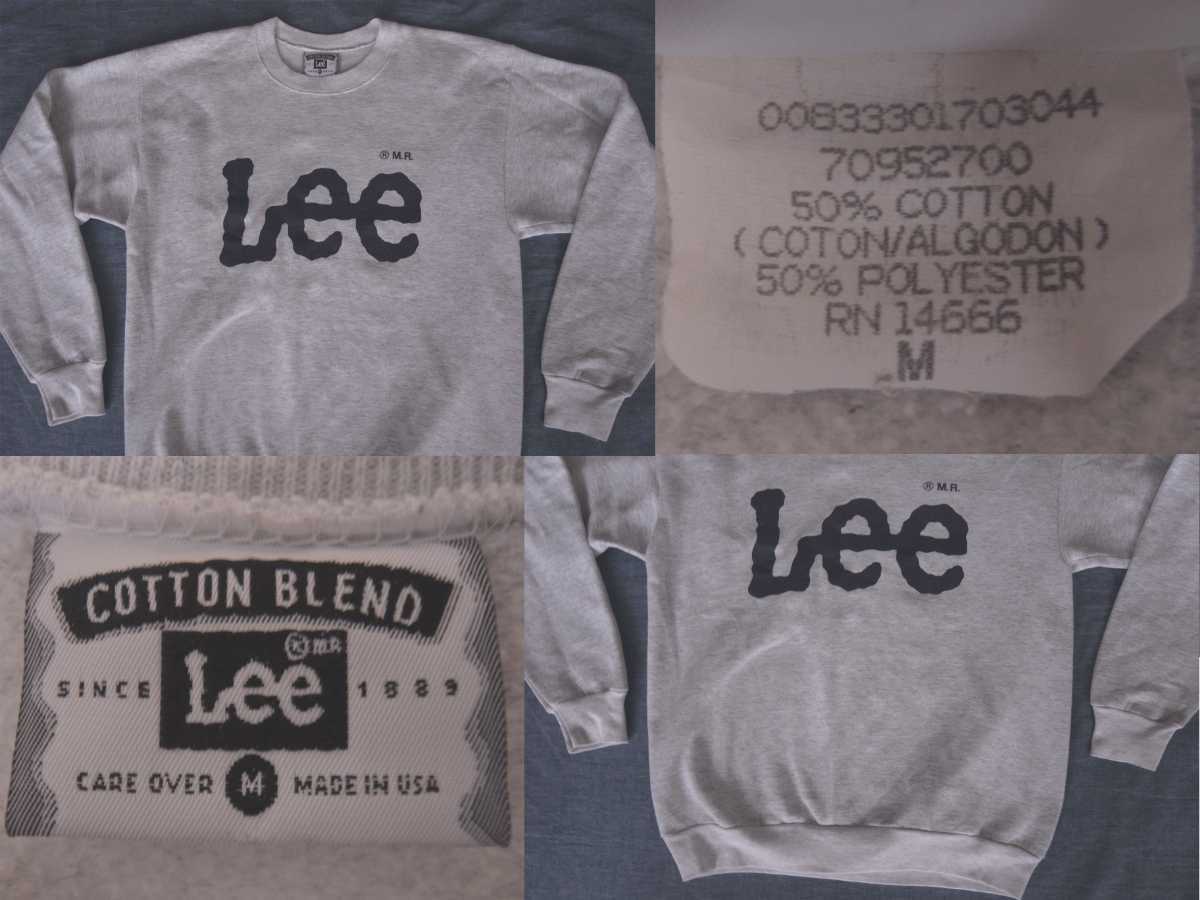 Lee
® M.R.
Lee
00833301703044
70952700
50% COTTON
(COTON/ALGODON)
50% POLYESTER
RN 14666
M
COTTON BLEND
® M.R.
SINCE Lee 1889
CARE OVER M MADE IN USA
® M.R.
Lee